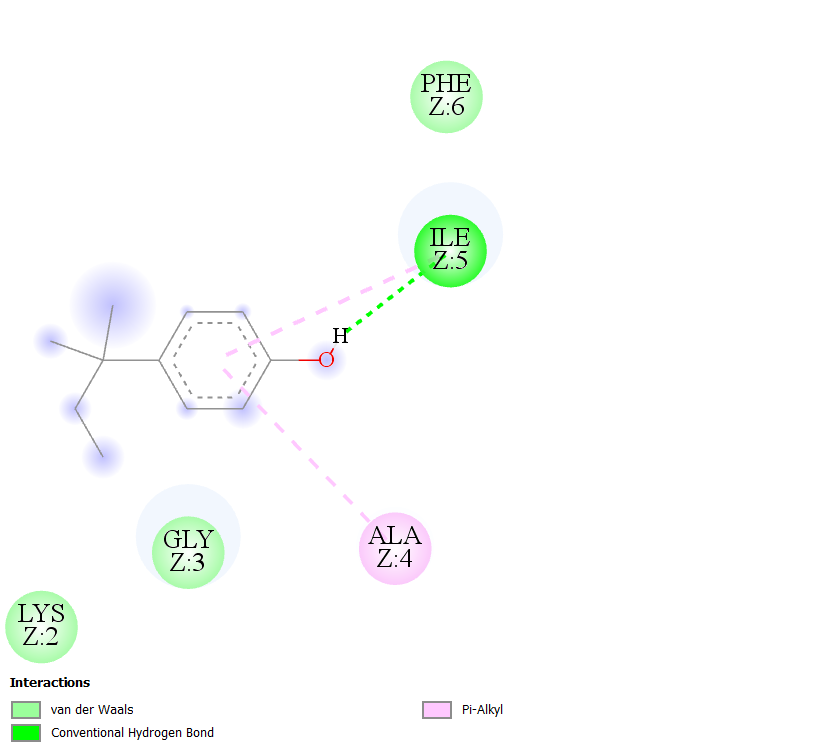 PHE
Z:6
ILE
Z:5
H
O
GLY
Z:3
ALA
Z:4
LYS
Z:2
Interactions
van der Waals
Conventional Hydrogen Bond
Pi-Alkyl